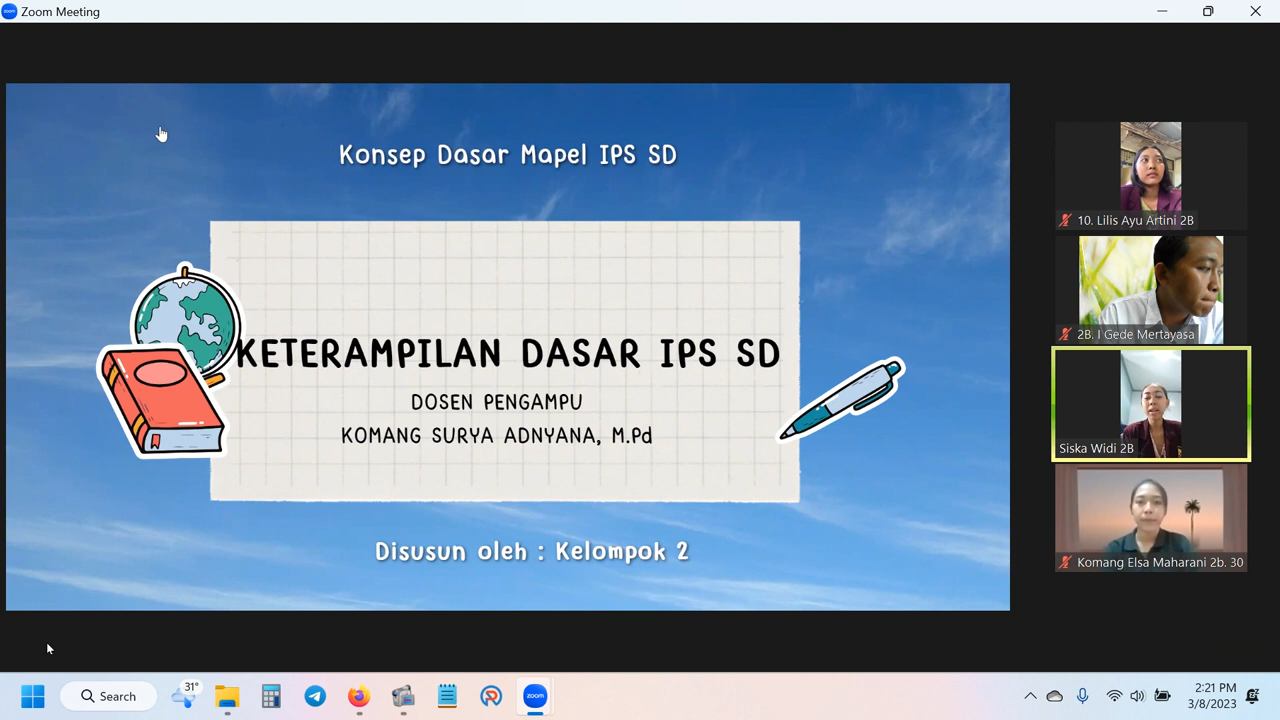 Zoom Meeting
Konsep Dasar Mapel IPS SD
KETERAMPILAN DASAR IPS SD
DOSEN PENGAMPU
KOMANG SURYA ADNYANA, M.Pd
Disusun oleh : Kelompok 2
10. Lilis Ayu Artini 2B
2B. I Gede Mertayasa
Siska Widi 2B
Komang Elsa Maharani 2b. 30
31°
Search
zoom
2:21 PM
3/8/2023